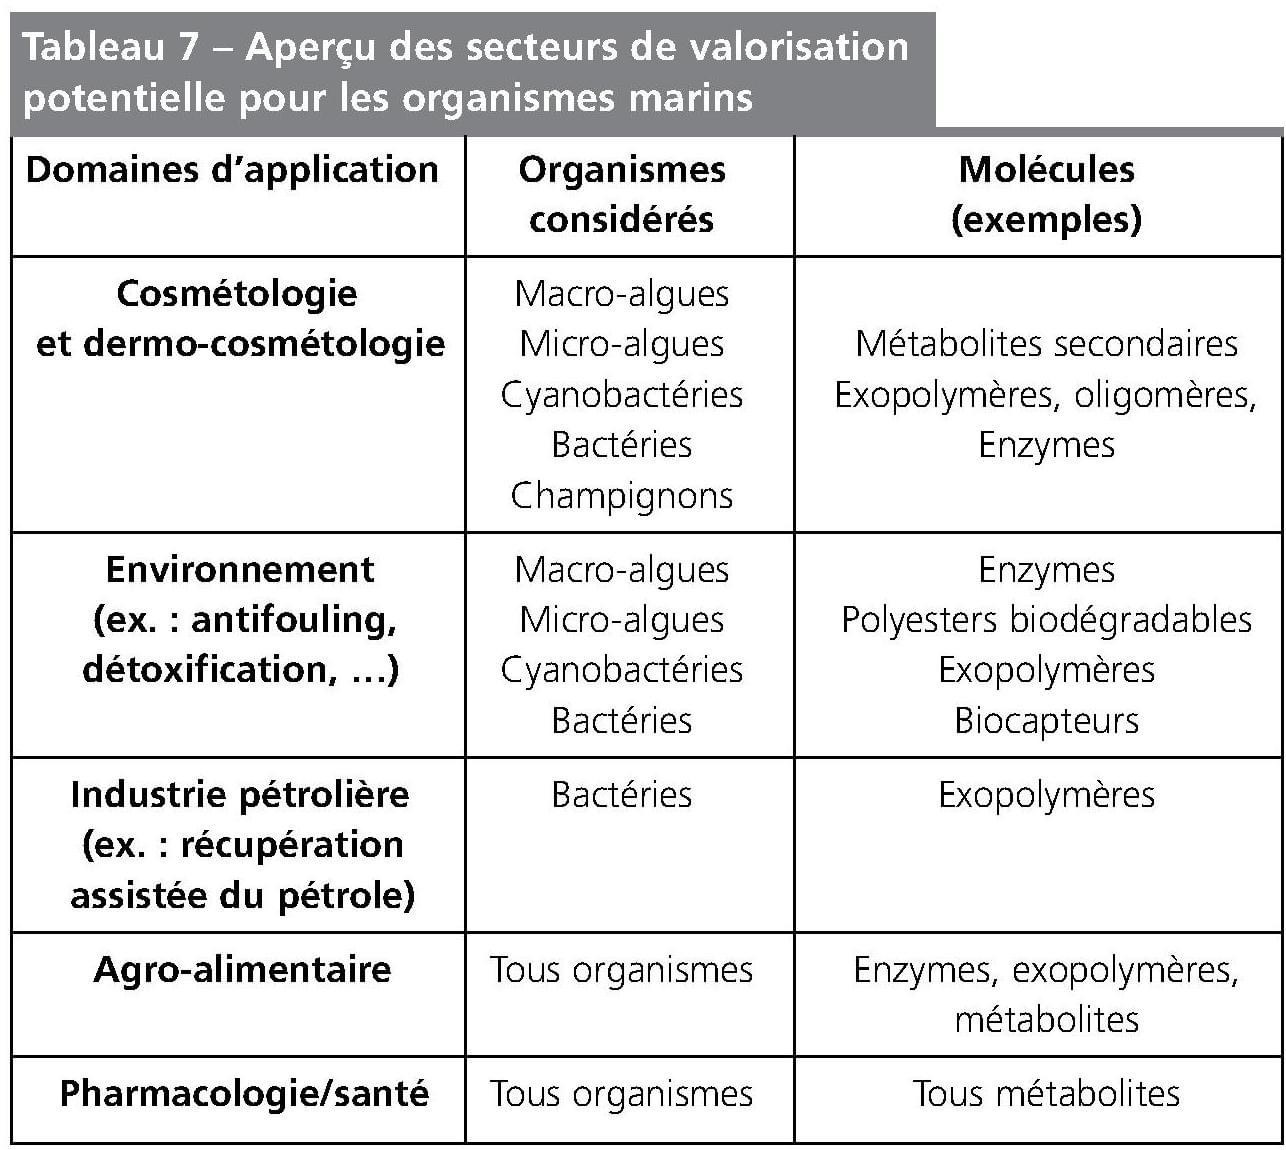 Tableau 7 – Aperçu des secteurs de valorisation
potentielle pour les organismes marins
Domaines d’application
Organismes
considérés
Molécules
(exemples)
Cosmétologie
et dermo-cosmétologie
Macro-algues
Micro-algues
Cyanobactéries
Bactéries
Champignons
Métabolites secondaires
Exopolymères, oligomères,
Enzymes
Environnement
(ex. : antifouling,
détoxification, …)
Macro-algues
Micro-algues
Cyanobactéries
Bactéries
Enzymes
Polyesters biodégradables
Exopolymères
Biocapteurs
Industrie pétrolière
(ex. : récupération
assistée du pétrole)
Bactéries
Exopolymères
Agro-alimentaire
Tous organismes
Enzymes, exopolymères,
métabolites
Pharmacologie/santé
Tous organismes
Tous métabolites